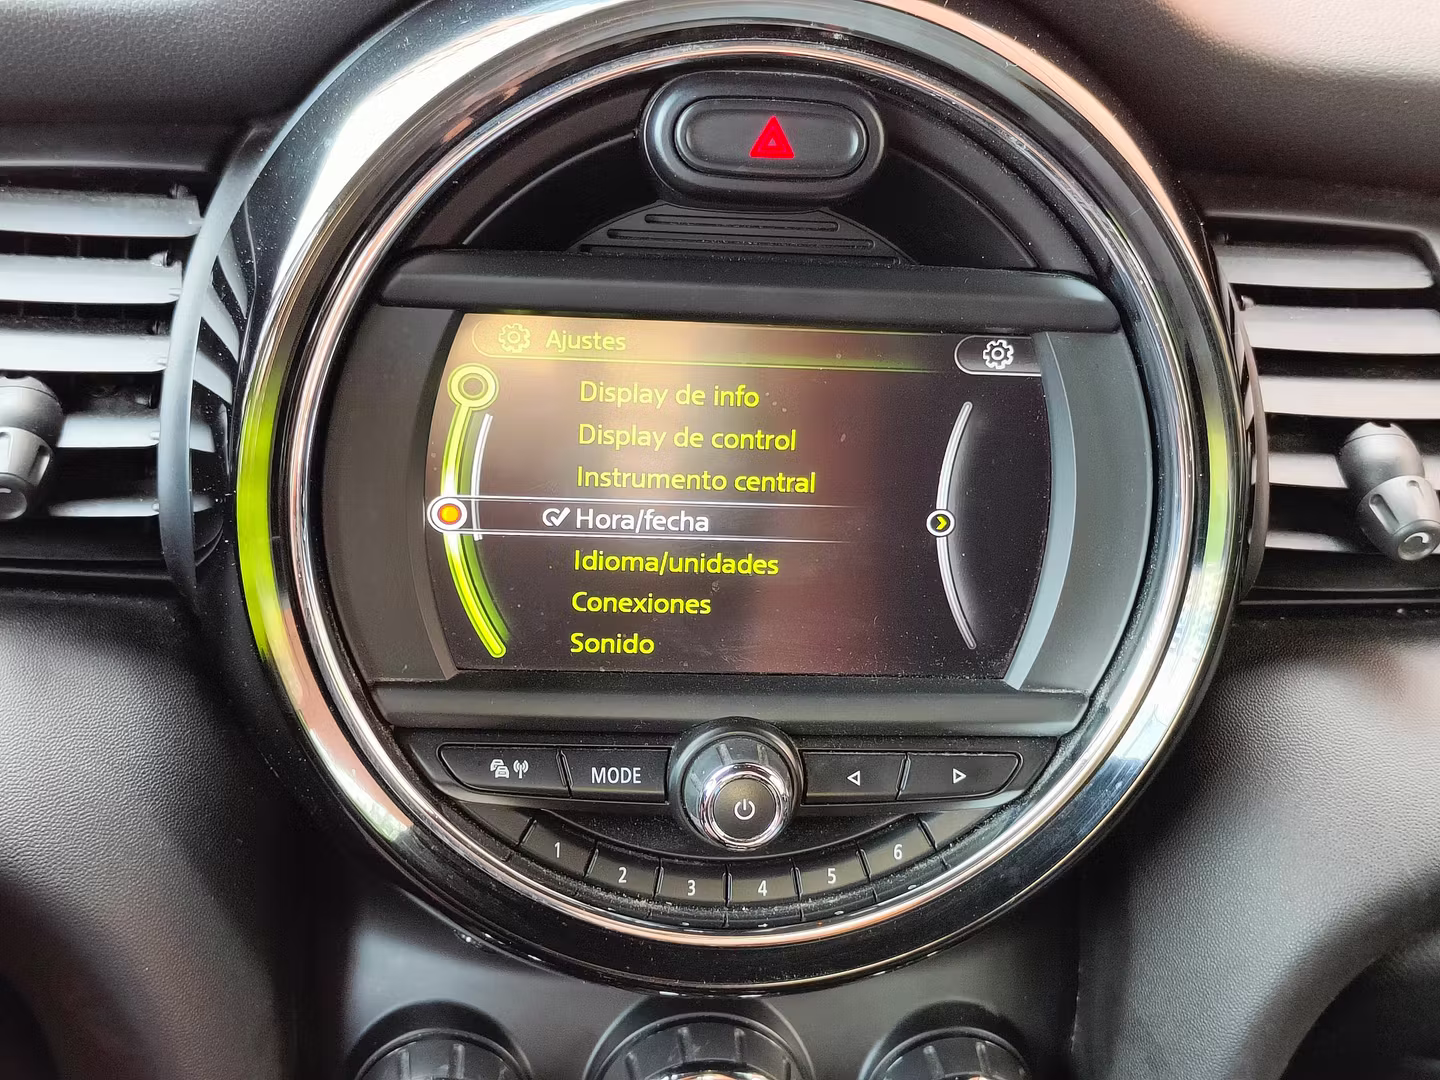 Ajustes
Display de info
Display de control
Instrumento central
Hora/fecha
Idioma/unidades
Conexiones
Sonido
MODE
1 2 3 4 5 6